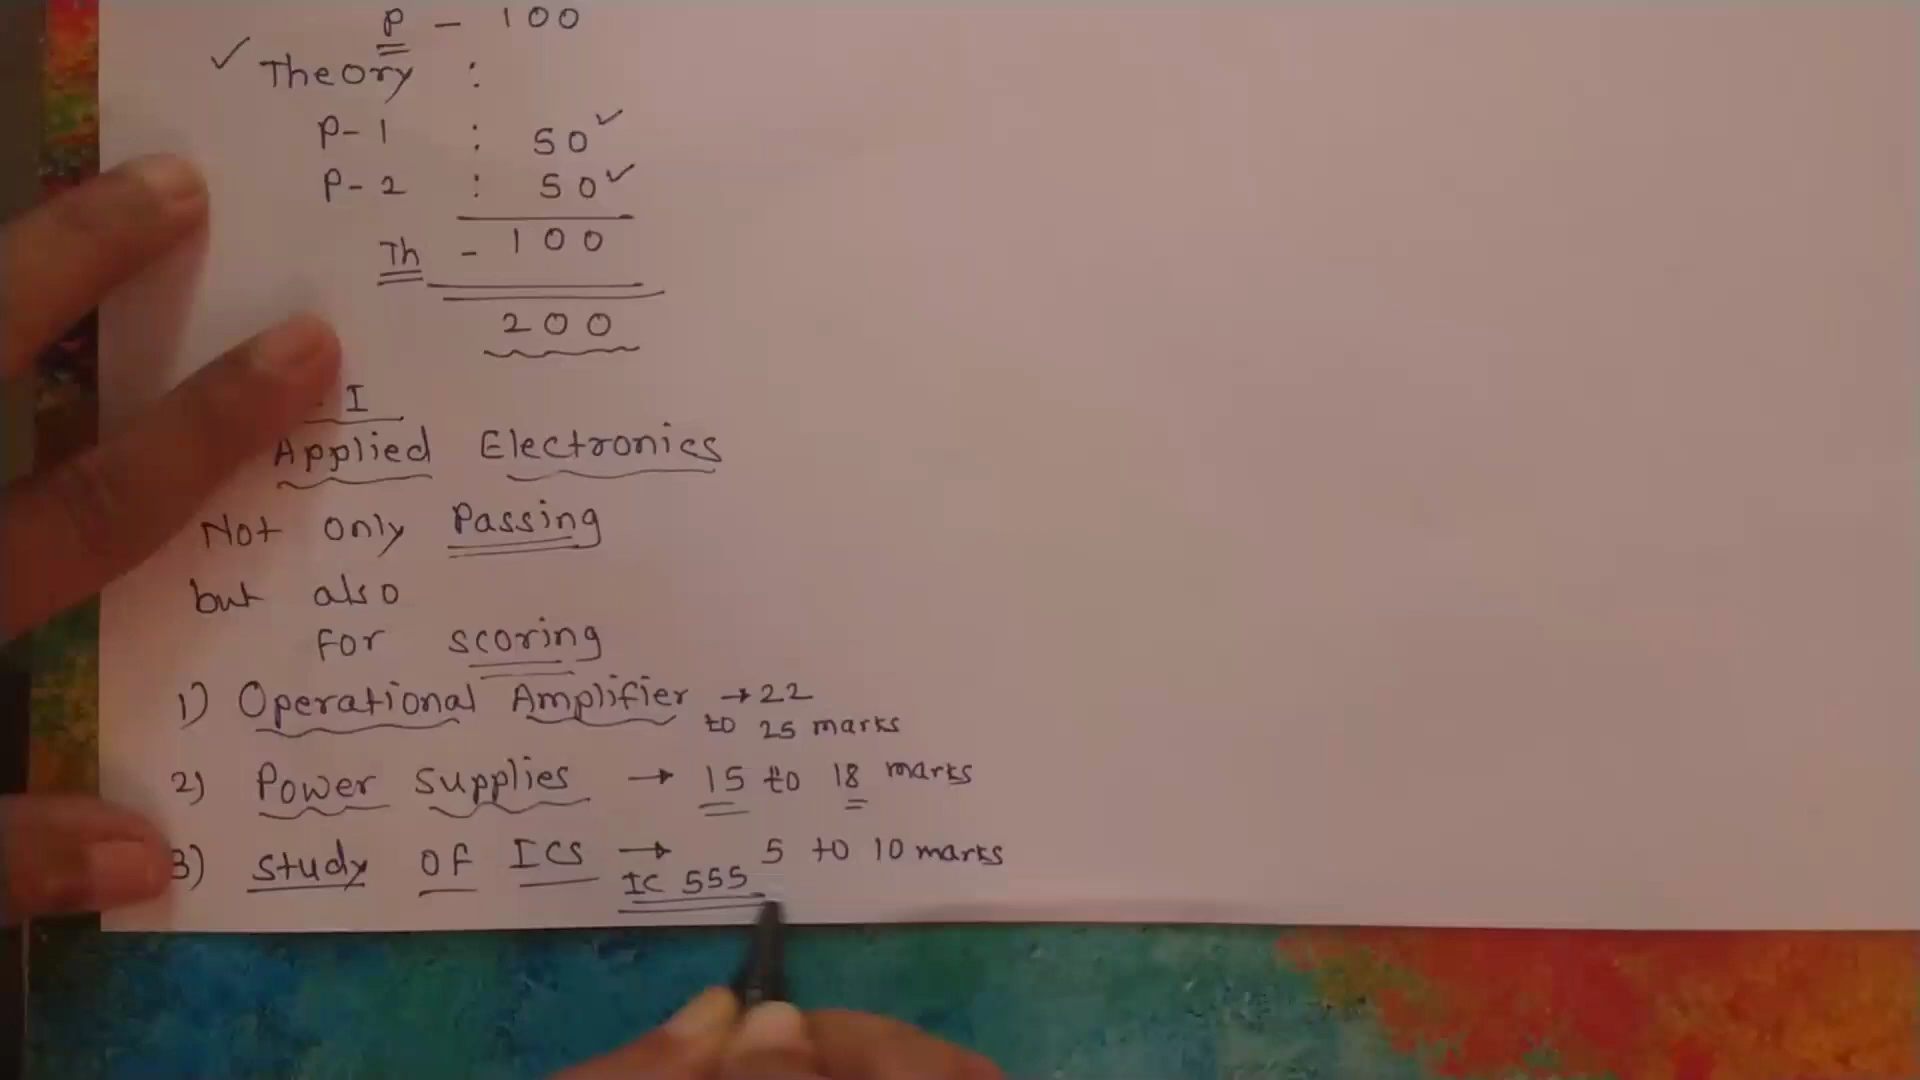 P - 100
✓ Theory :
P-1 : 50 ✓
P-2 : 50 ✓
Th - 100
200
- I
Applied Electronics
Not only Passing
but also
For scoring
1) Operational Amplifier → 22
to 25 marks
2) Power Supplies → 15 to 18 marks
3) study OF ICs → 5 to 10 marks
IC 555